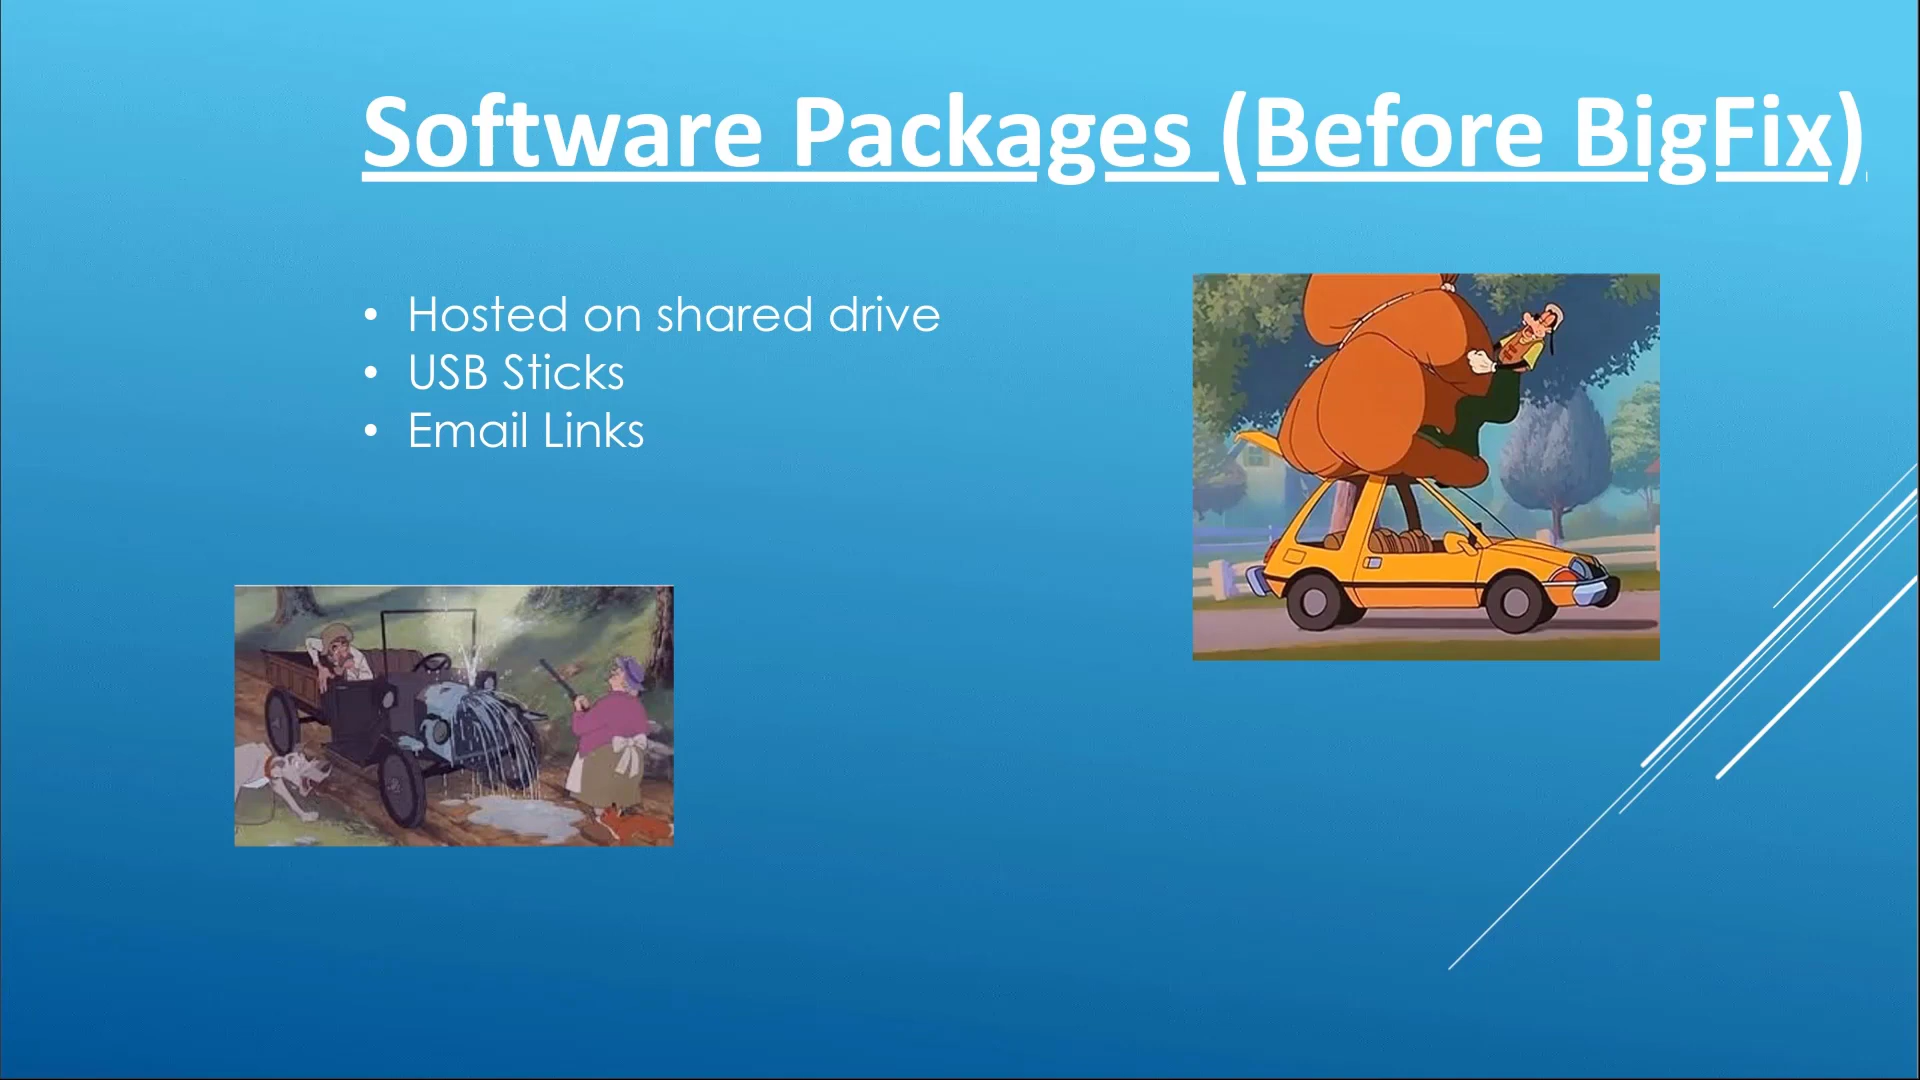 Software Packages (Before BigFix)
• Hosted on shared drive
• USB Sticks
• Email Links